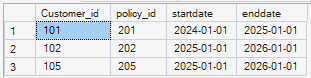 Customer_id policy_id startdate enddate
1 101 201 2024-01-01 2025-01-01
2 102 202 2025-01-01 2026-01-01
3 105 205 2025-01-01 2026-01-01